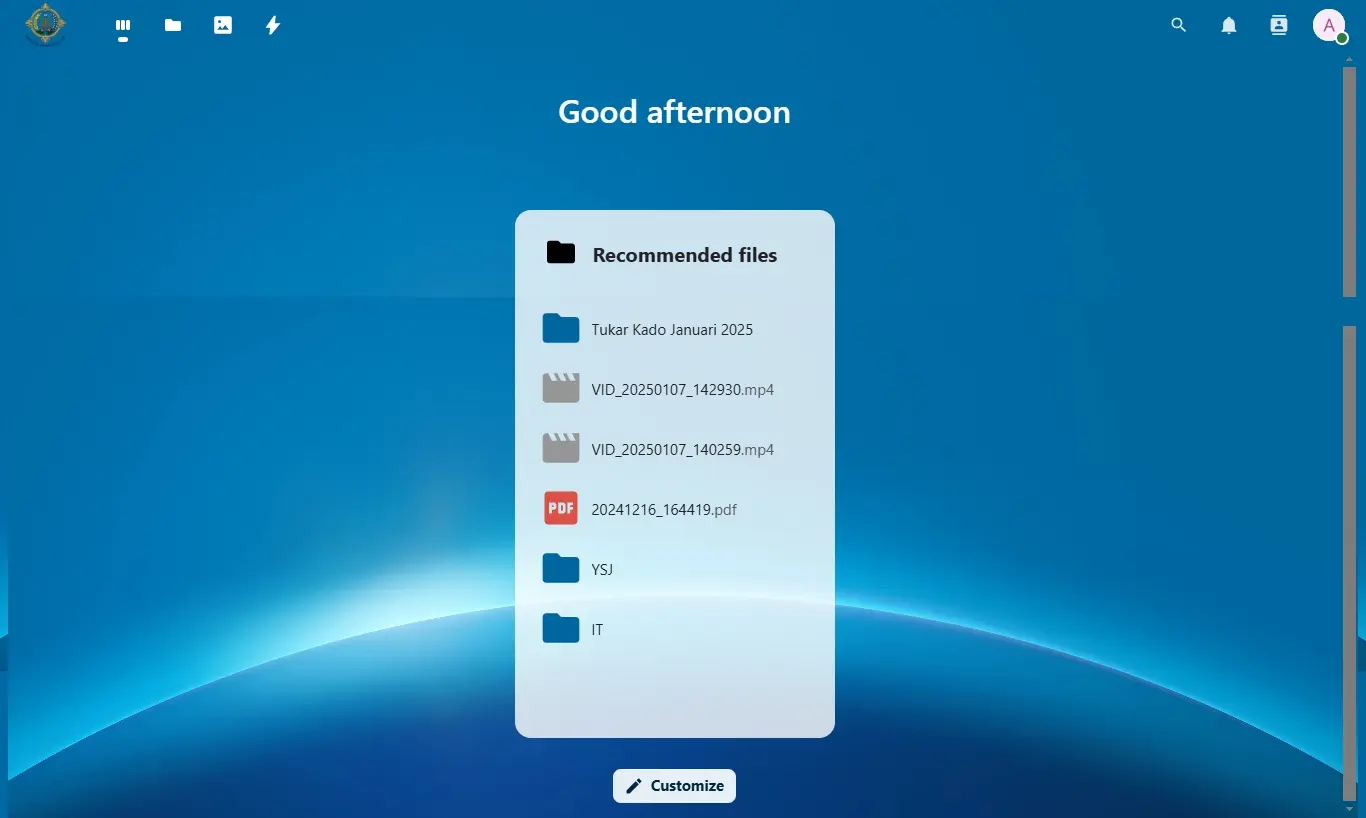 A
Good afternoon
Recommended files
Tukar Kado Januari 2025
VID_20250107_142930.mp4
VID_20250107_140259.mp4
PDF
20241216_164419.pdf
YSJ
IT
Customize